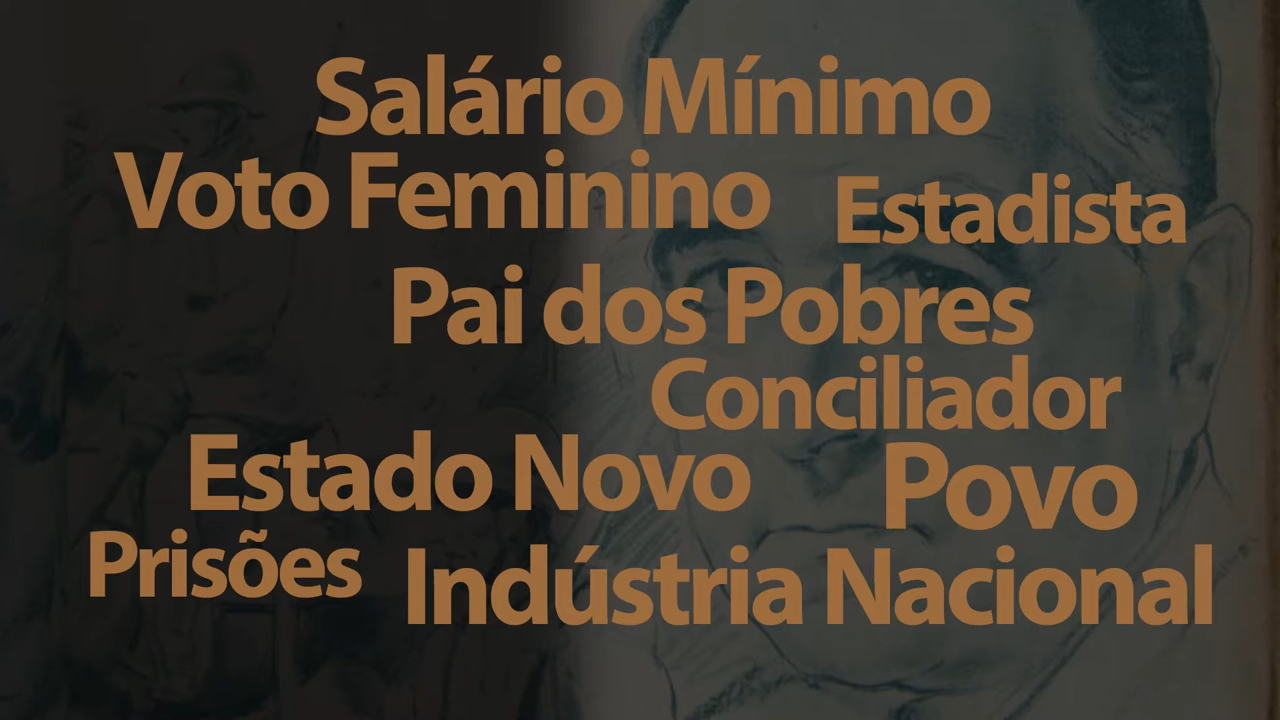 Salário Mínimo
Voto Feminino
Estadista
Pai dos Pobres
Conciliador
Estado Novo
Povo
Prisões
Indústria Nacional